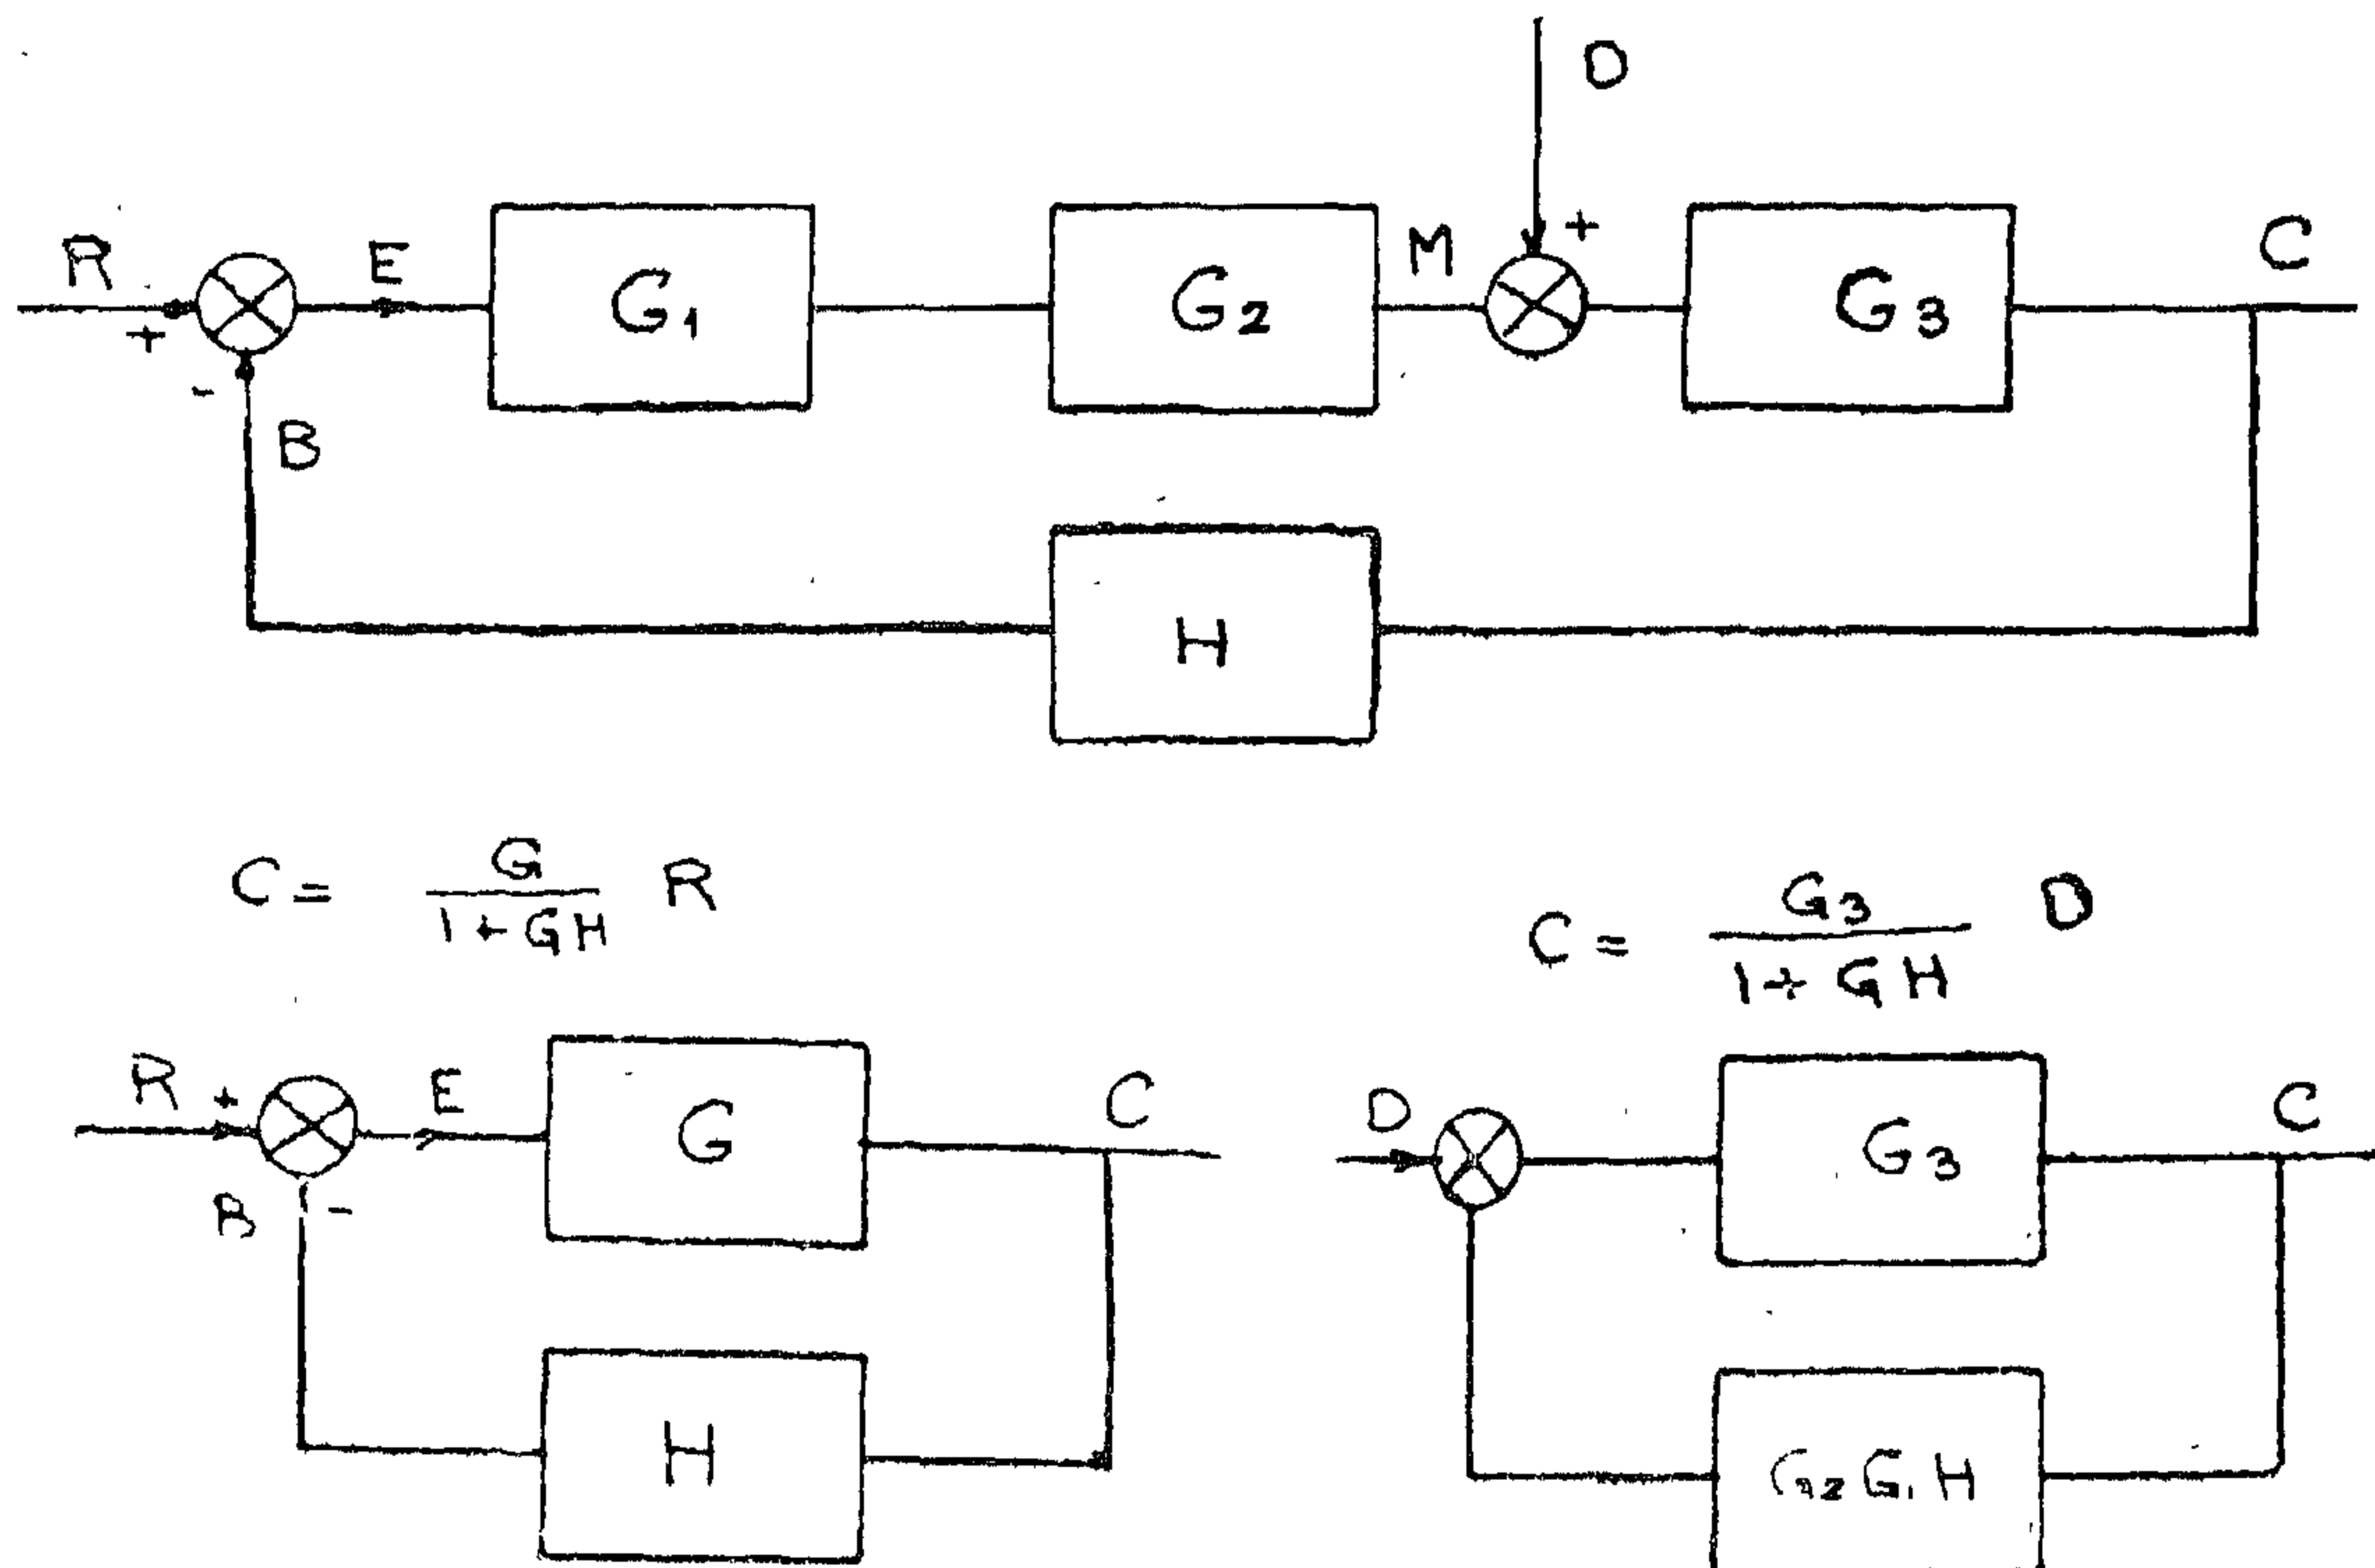 D
R + E G1 G2 M + G3 C
- B
H
C = G / 1 + GH R
C = G3 / 1 + GH D
R + E G C
B -
H
D G3 C
G2 G1 H